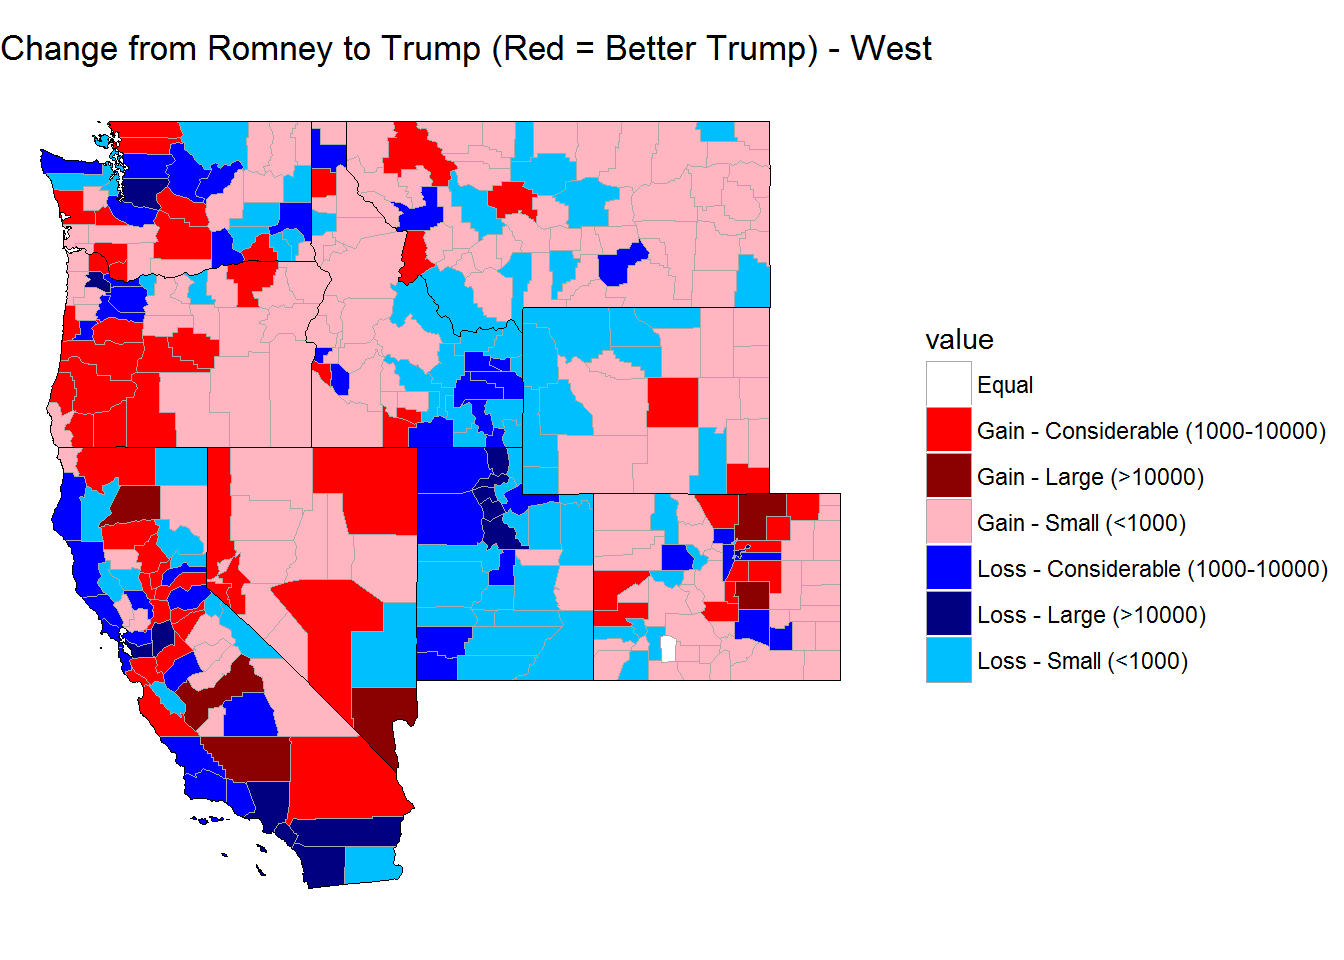 Change from Romney to Trump (Red = Better Trump) - West
value
Equal
Gain - Considerable (1000-10000)
Gain - Large (>10000)
Gain - Small (<1000)
Loss - Considerable (1000-10000)
Loss - Large (>10000)
Loss - Small (<1000)